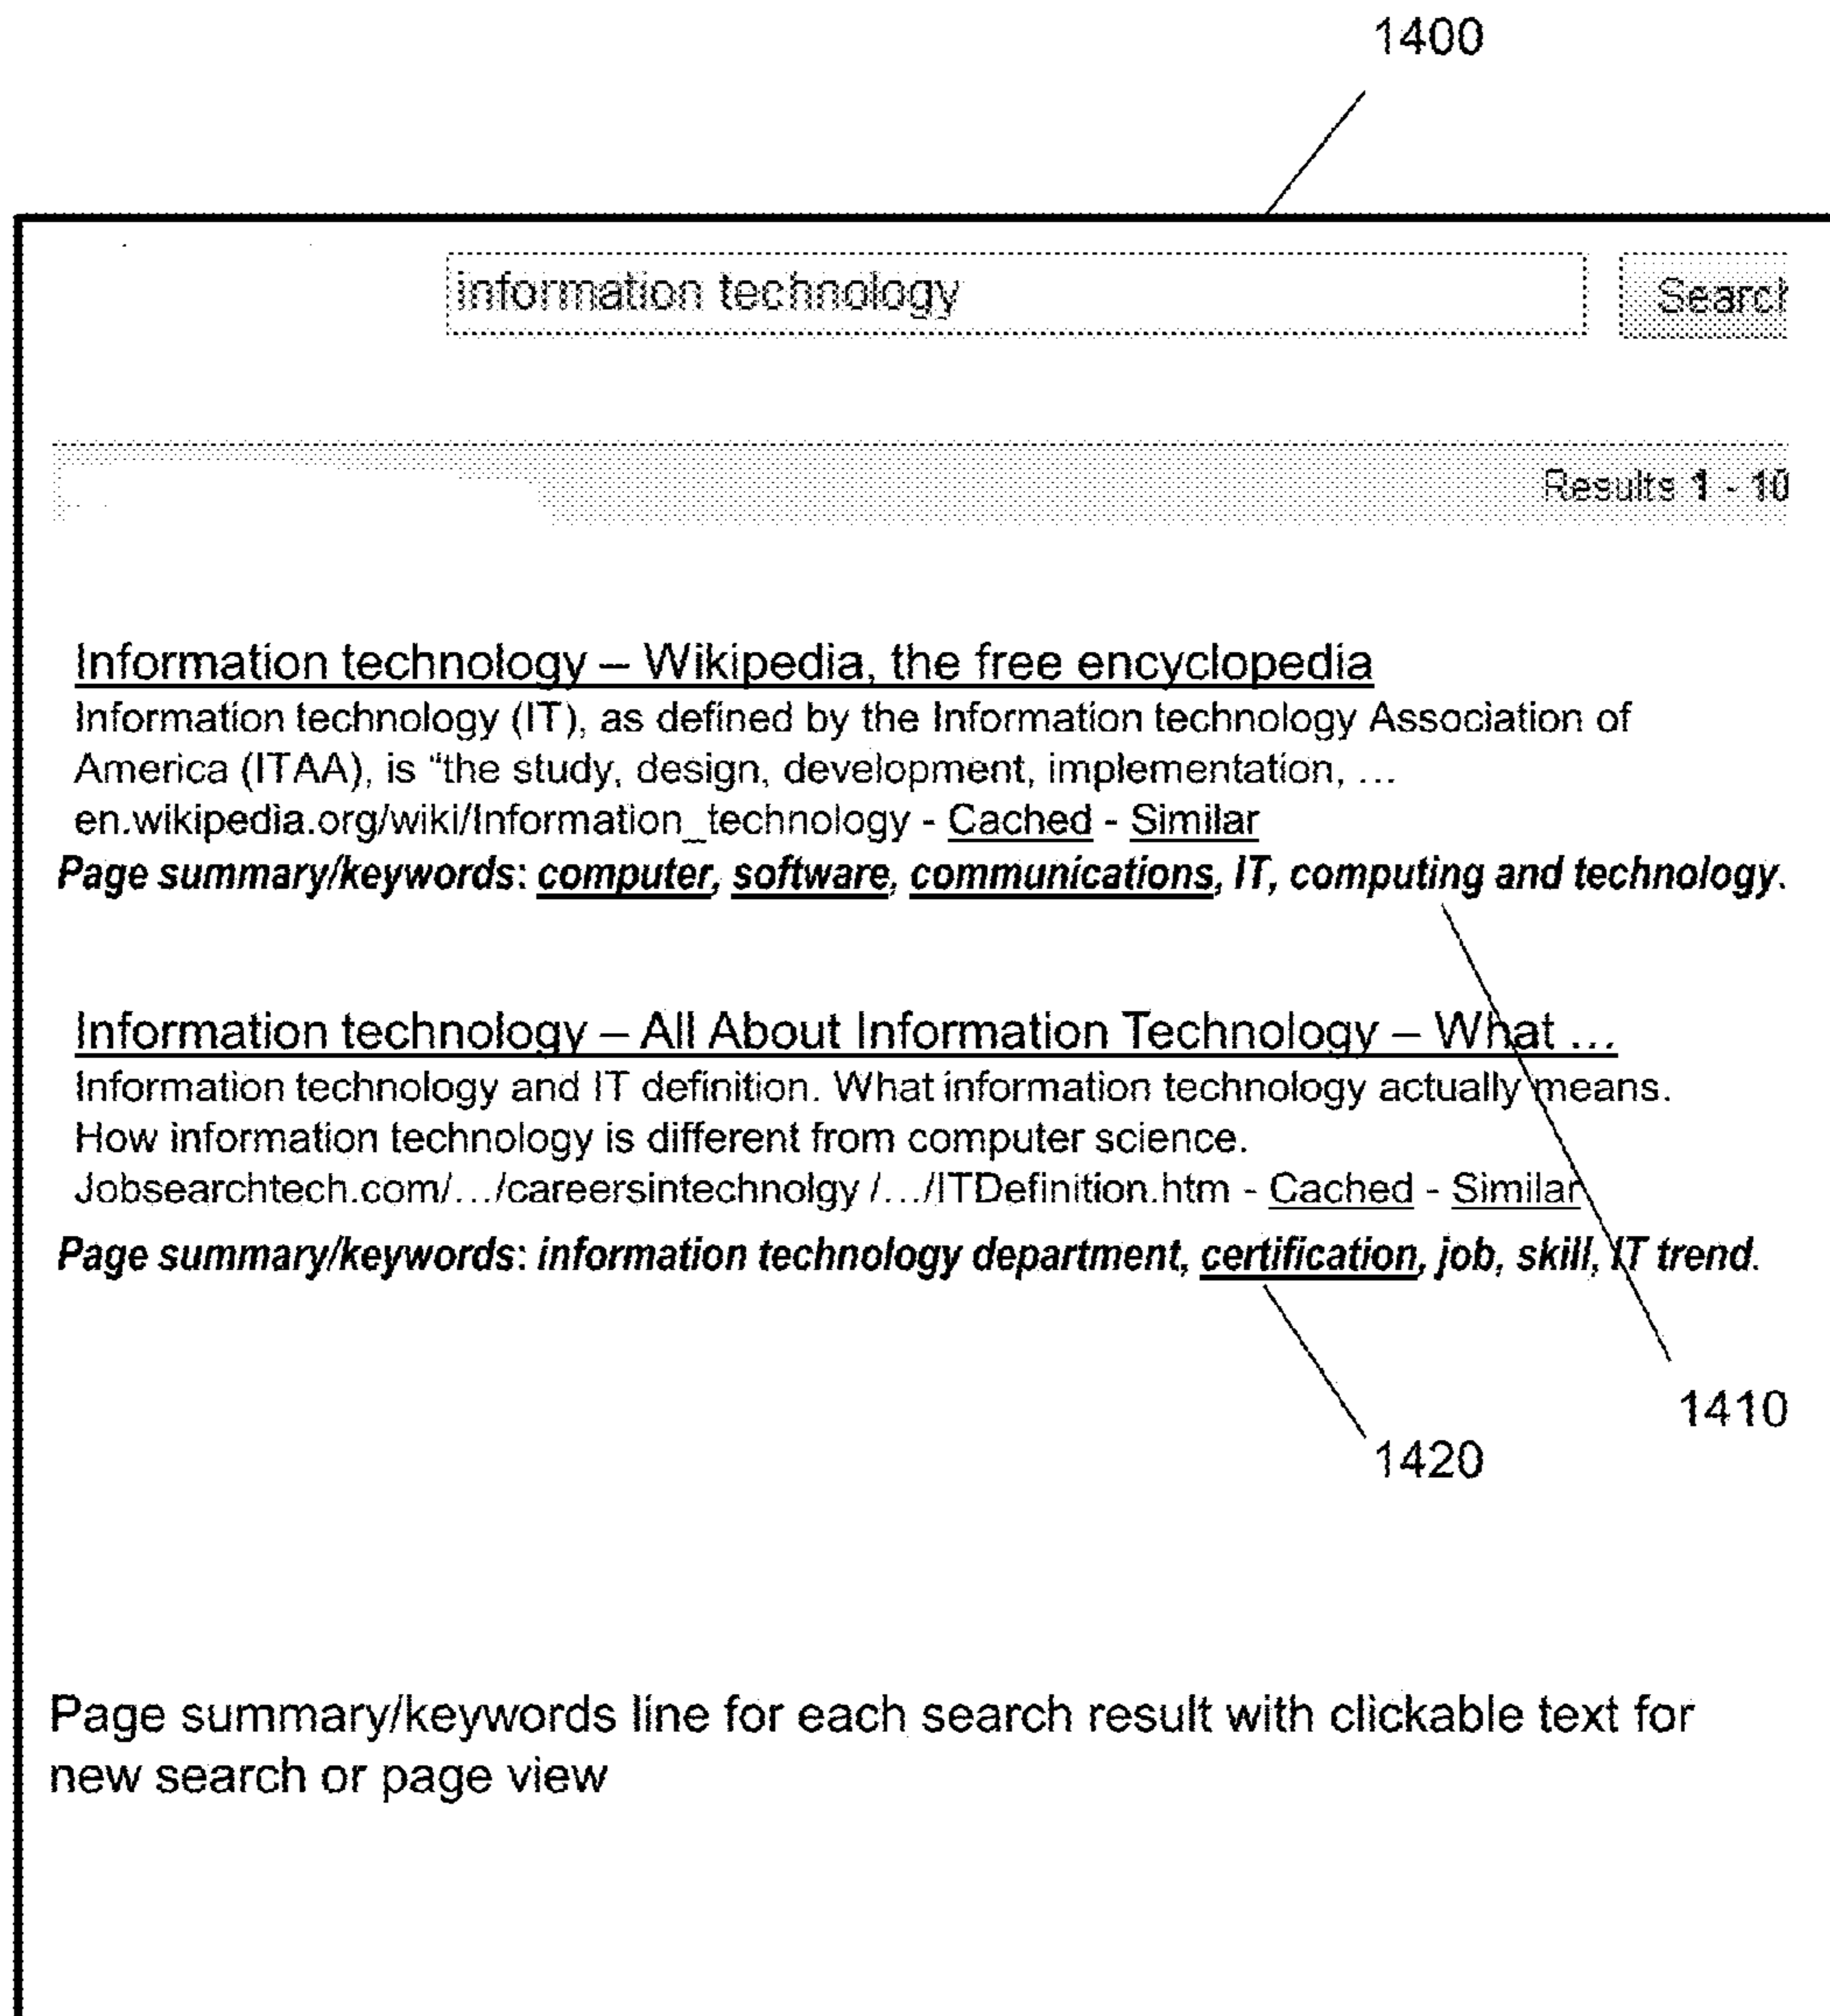 1400
information technology Search
Results 1 - 10
Information technology – Wikipedia, the free encyclopedia
Information technology (IT), as defined by the Information technology Association of
America (ITAA), is “the study, design, development, implementation, ...
en.wikipedia.org/wiki/Information_technology - Cached - Similar
Page summary/keywords: computer, software, communications, IT, computing and technology.
Information technology – All About Information Technology – What ...
Information technology and IT definition. What information technology actually means.
How information technology is different from computer science.
Jobsearchtech.com/.../careersintechnolgy /.../ITDefinition.htm - Cached - Similar
Page summary/keywords: information technology department, certification, job, skill, IT trend.
1410
1420
Page summary/keywords line for each search result with clickable text for
new search or page view